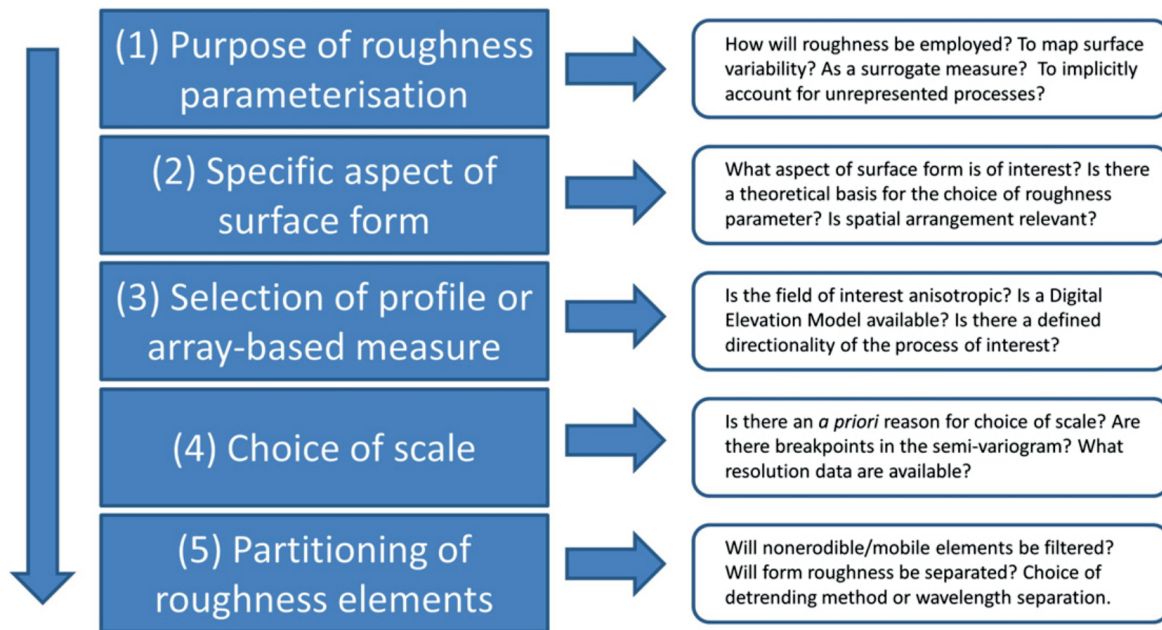 (1) Purpose of roughness
parameterisation
How will roughness be employed? To map surface
variability? As a surrogate measure? To implicitly
account for unrepresented processes?
(2) Specific aspect of
surface form
What aspect of surface form is of interest? Is there
a theoretical basis for the choice of roughness
parameter? Is spatial arrangement relevant?
(3) Selection of profile or
array-based measure
Is the field of interest anisotropic? Is a Digital
Elevation Model available? Is there a defined
directionality of the process of interest?
(4) Choice of scale
Is there an a priori reason for choice of scale? Are
there breakpoints in the semi-variogram? What
resolution data are available?
(5) Partitioning of
roughness elements
Will nonerodible/mobile elements be filtered?
Will form roughness be separated? Choice of
detrending method or wavelength separation.